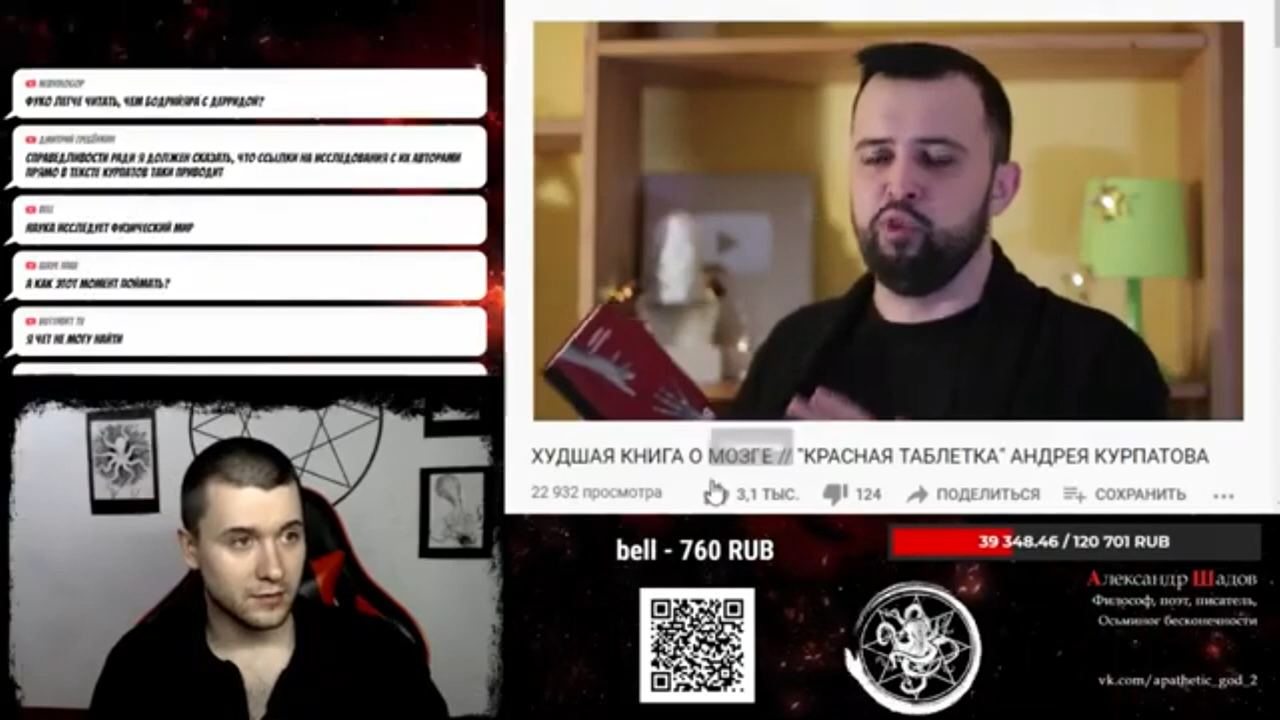 ФУКО ЛЕГЧЕ ЧИТАТЬ, ЧЕМ БОДРИЙЯРА С ДЕРРИДОЙ?
ДМИТРИЙ
СПРАВЕДЛИВОСТИ РАДИ Я ДОЛЖЕН СКАЗАТЬ, ЧТО ССЫЛКИ НА ИССЛЕДОВАНИЯ С ИХ АВТОРАМИ
ПРЯМО В ТЕКСТЕ КУРПАТОВ ТАКИ ПРИВОДИТ
BELL
НАУКА ИССЛЕДУЕТ ФИЗИЧЕСКИЙ МИР
А КАК ЭТОТ МОМЕНТ ПОЙМАТЬ?
Я ЧЕТ НЕ МОГУ НАЙТИ
ХУДШАЯ КНИГА О МОЗГЕ // "КРАСНАЯ ТАБЛЕТКА" АНДРЕЯ КУРПАТОВА
22 932 просмотра
3,1 ТЫС.
124
ПОДЕЛИТЬСЯ
СОХРАНИТЬ
bell - 760 RUB
39 348.46 / 120 701 RUB
Александр Шадов
Философ, поэт, писатель,
Осьминог бесконечности
vk.com/apathetic_god_2